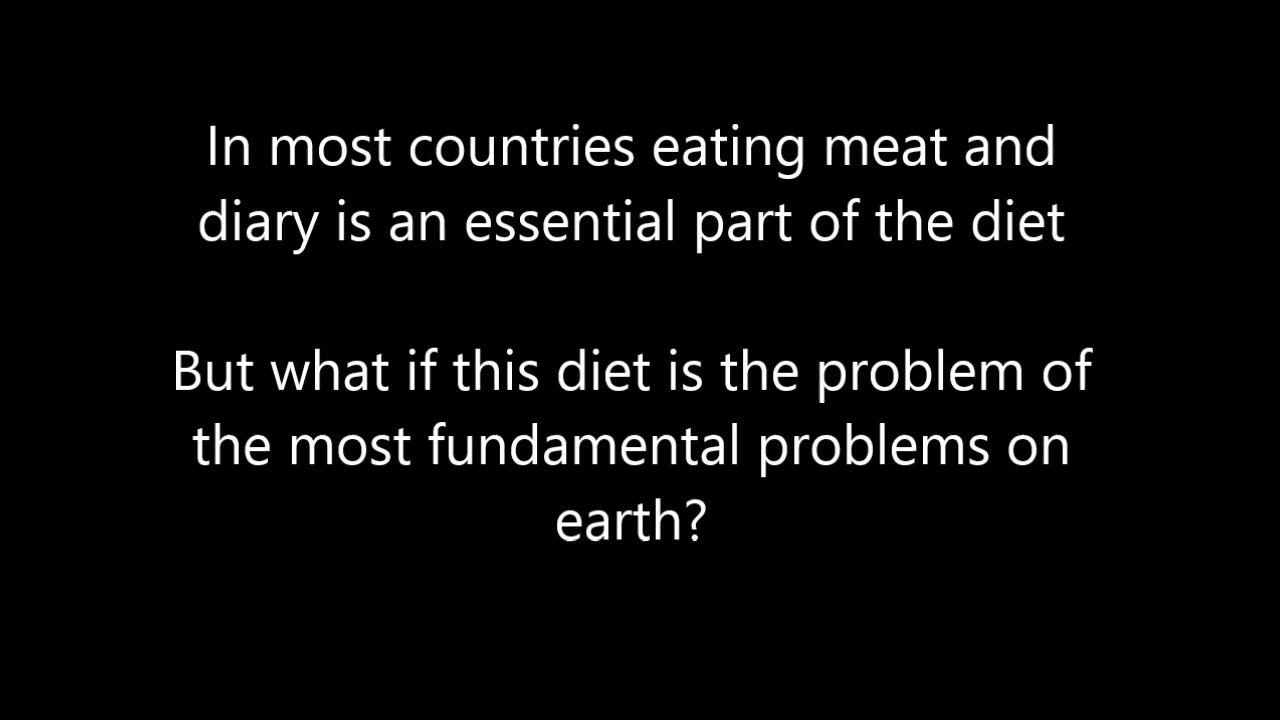 In most countries eating meat and
diary is an essential part of the diet
But what if this diet is the problem of
the most fundamental problems on
earth?